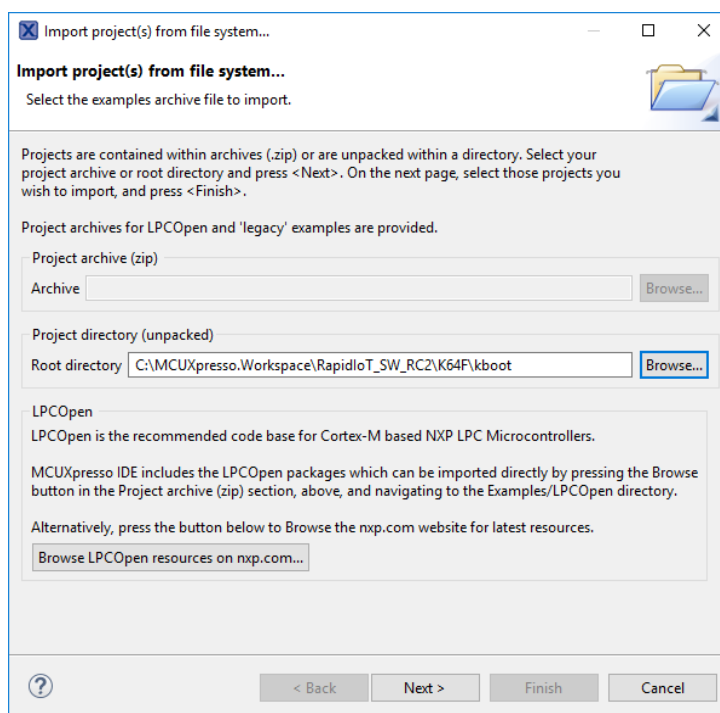 Import project(s) from file system...
Import project(s) from file system...
Select the examples archive file to import.
Projects are contained within archives (.zip) or are unpacked within a directory. Select your
project archive or root directory and press <Next>. On the next page, select those projects you
wish to import, and press <Finish>.
Project archives for LPCOpen and 'legacy' examples are provided.
Project archive (zip)
Archive Browse...
Project directory (unpacked)
Root directory C:\MCUXpresso.Workspace\RapidIoT_SW_RC2\K64F\kboot Browse...
LPCOpen
LPCOpen is the recommended code base for Cortex-M based NXP LPC Microcontrollers.
MCUXpresso IDE includes the LPCOpen packages which can be imported directly by pressing the Browse
button in the Project archive (zip) section, above, and navigating to the Examples/LPCOpen directory.
Alternatively, press the button below to Browse the nxp.com website for latest resources.
Browse LPCOpen resources on nxp.com...
? < Back Next > Finish Cancel